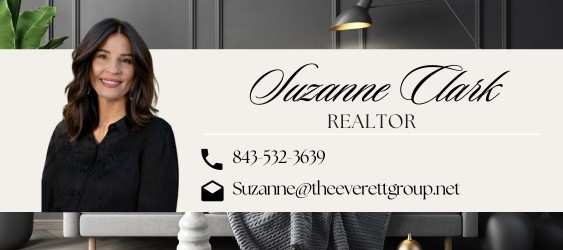 Suzanne Clark
REALTOR
843-532-3639
Suzanne@theeverettgroup.net